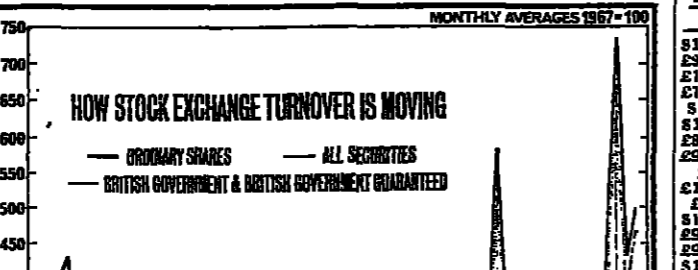 MONTHLY AVERAGES 1967=100
750
700
650
HOW STOCK EXCHANGE TURNOVER IS MOVING
600
ORDINARY SHARES
ALL SECURITIES
550
BRITISH GOVERNMENT & BRITISH GOVERNMENT GUARANTEED
500
450